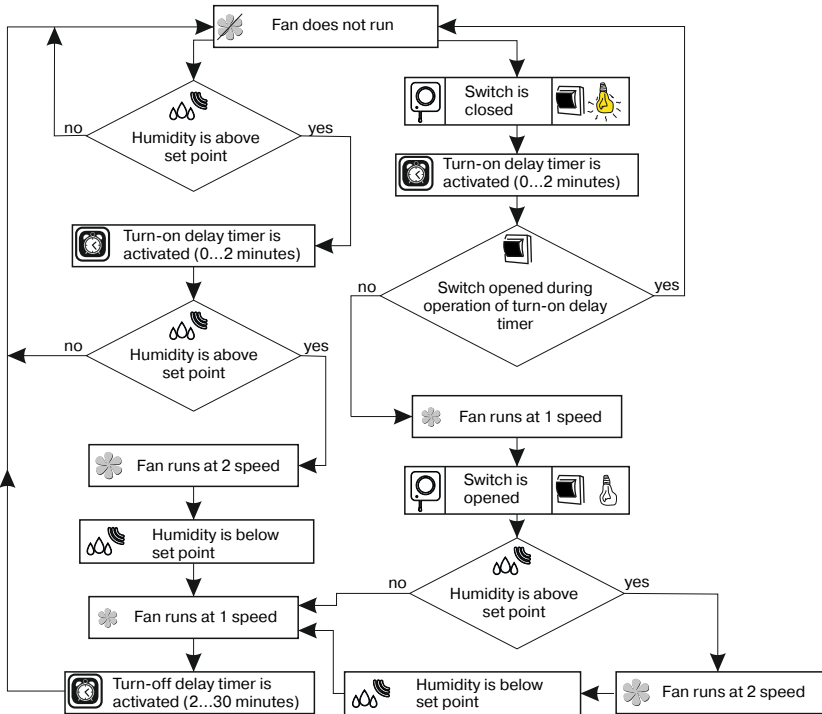 Fan does not run
Humidity is above
set point
no
yes
Switch is
closed
Turn-on delay timer is
activated (0...2 minutes)
Turn-on delay timer is
activated (0...2 minutes)
Switch opened during
operation of turn-on delay
timer
no
yes
Humidity is above
set point
no
yes
Fan runs at 1 speed
Fan runs at 2 speed
Switch is
opened
Humidity is below
set point
Humidity is above
set point
no
yes
Fan runs at 1 speed
Turn-off delay timer is
activated (2...30 minutes)
Humidity is below
set point
Fan runs at 2 speed